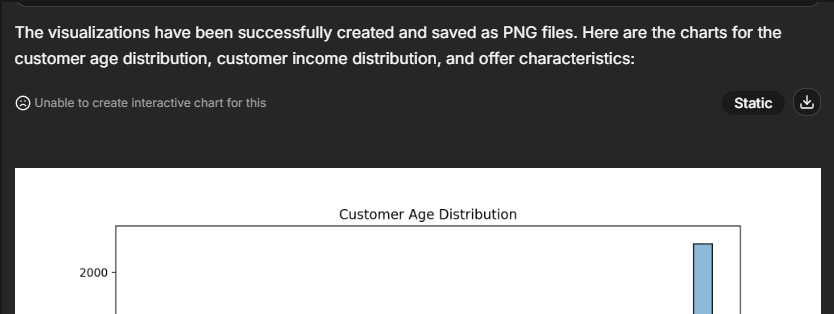 The visualizations have been successfully created and saved as PNG files. Here are the charts for the
customer age distribution, customer income distribution, and offer characteristics:
Unable to create interactive chart for this
Static
Customer Age Distribution
2000